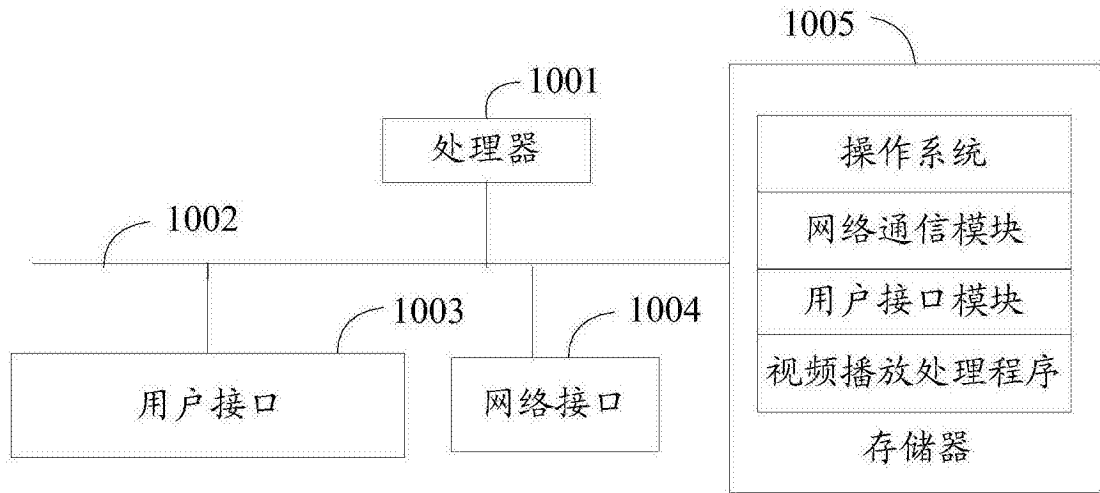 1005
1001
处理器
操作系统
1002
网络通信模块
1003
1004
用户接口模块
用户接口
网络接口
视频播放处理程序
存储器